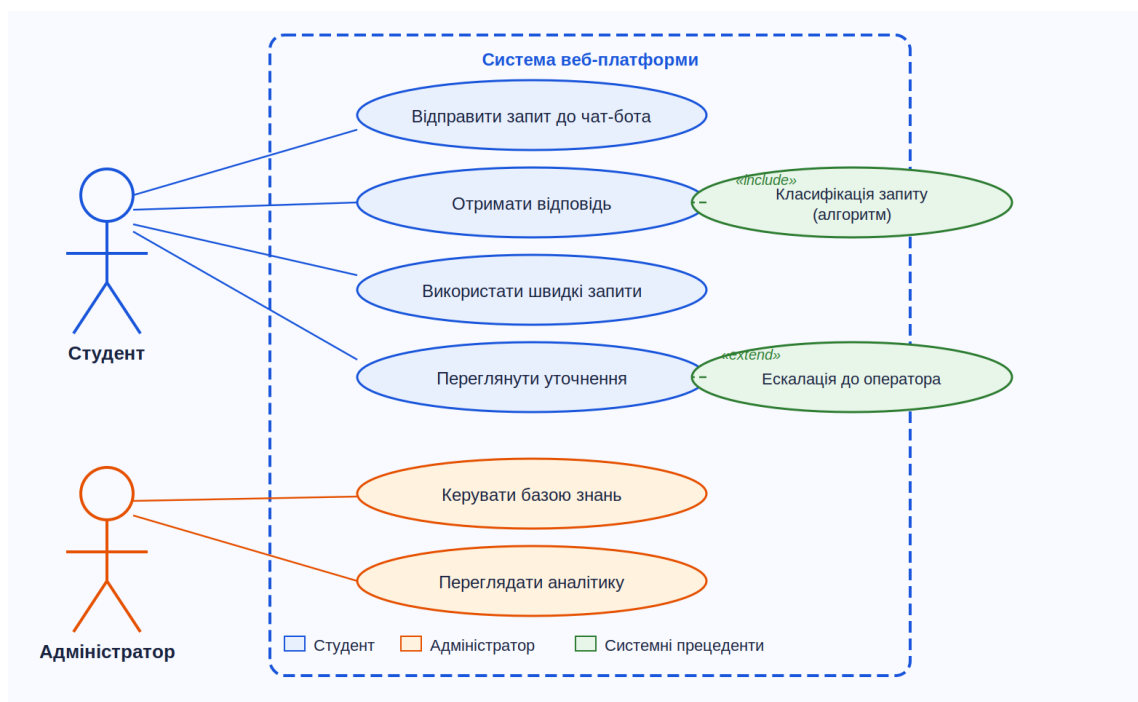 Система веб-платформи
Відправити запит до чат-бота
Отримати відповідь
«include»
Класифікація запиту
(алгоритм)
Використати швидкі запити
Студент
Переглянути уточнення
«extend»
Ескалація до оператора
Керувати базою знань
Переглядати аналітику
Адміністратор
Студент
Адміністратор
Системні прецеденти